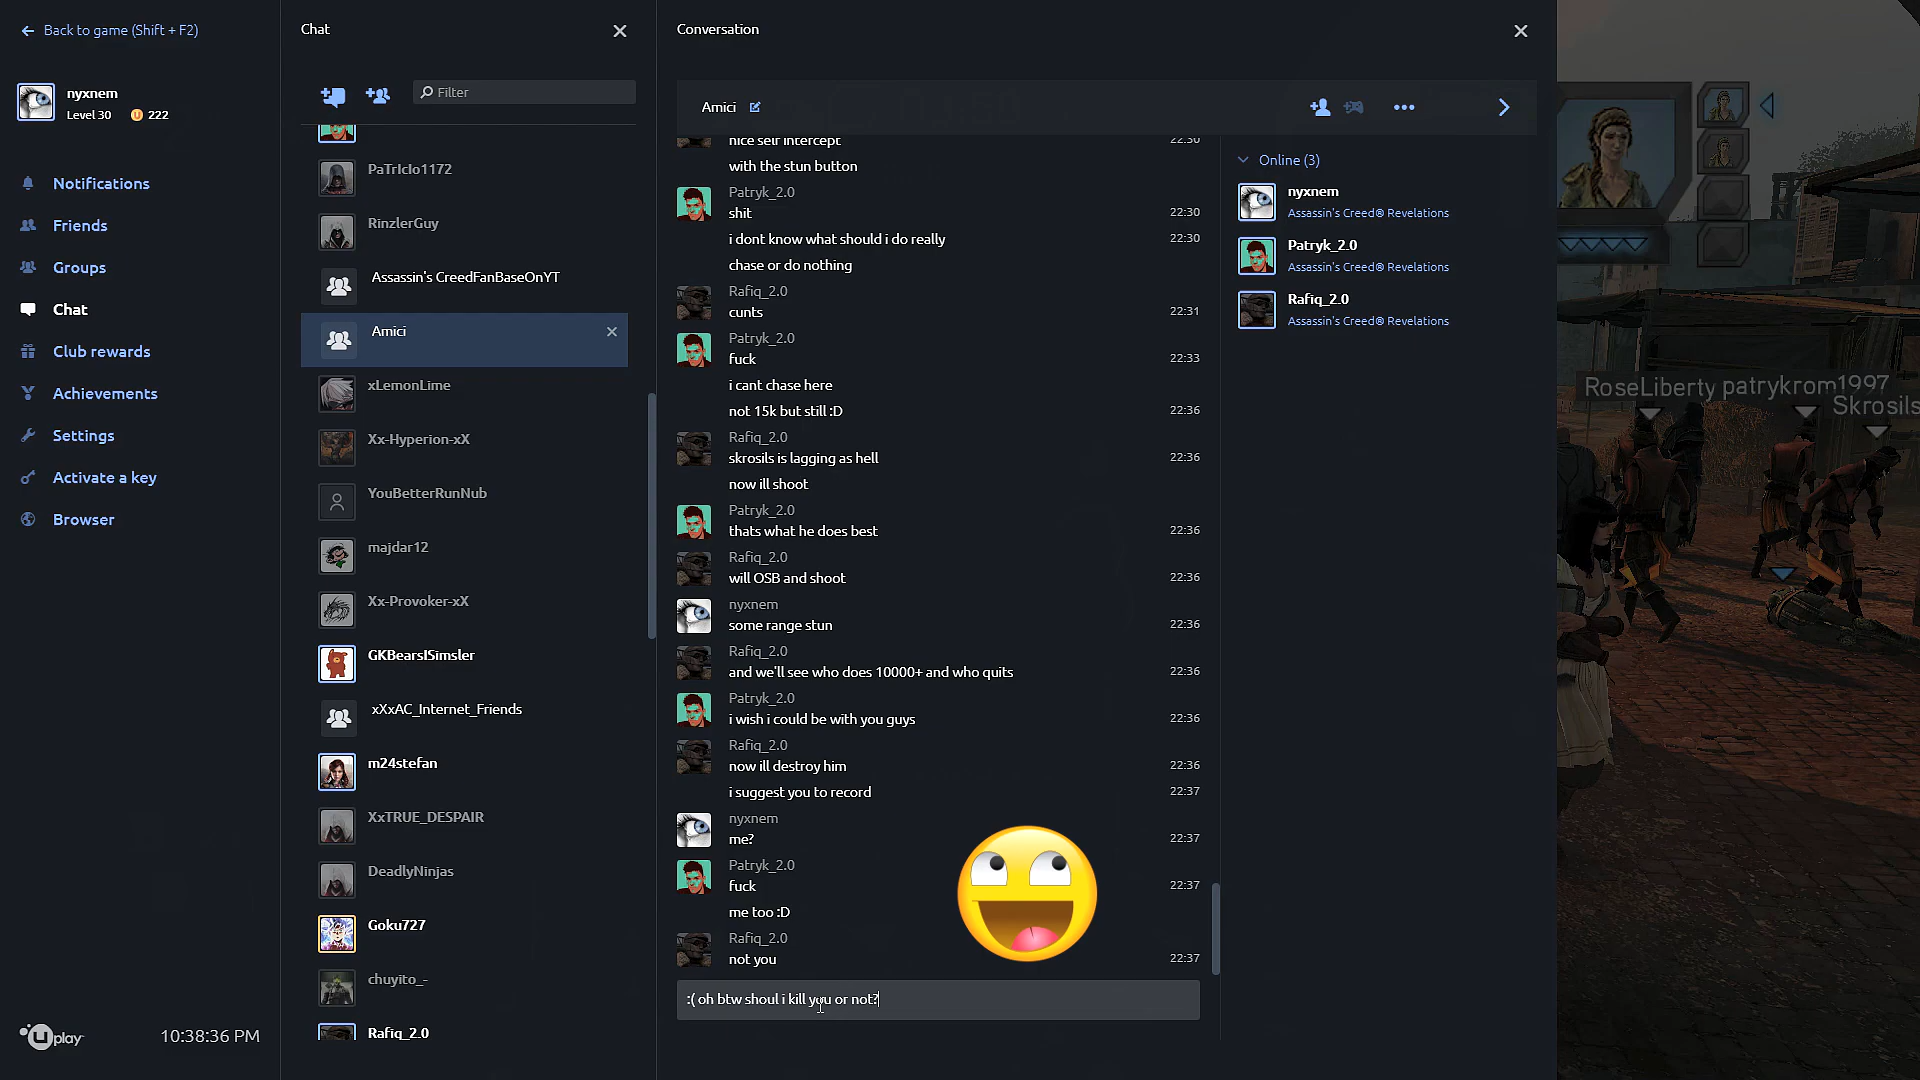 Back to game (Shift + F2)
nyxnem
Level 30
222
Notifications
Friends
Groups
Chat
Club rewards
Achievements
Settings
Activate a key
Browser
uplay
10:38:36 PM
Chat
Filter
PaTrIcIo1172
RinzlerGuy
Assassin's CreedFanBaseOnYT
Amici
xLemonLime
Xx-Hyperion-xX
YouBetterRunNub
majdar12
Xx-Provoker-xX
GKBearsISimsler
xXxAC_Internet_Friends
m24stefan
XxTRUE_DESPAIR
DeadlyNinjas
Goku727
chuyito_-
Rafiq_2.0
Conversation
Amici
nice self intercept 22:30
with the stun button
Patryk_2.0
shit 22:30
i dont know what should i do really 22:30
chase or do nothing
Rafiq_2.0
cunts 22:31
Patryk_2.0
fuck 22:33
i cant chase here
not 15k but still :D 22:36
Rafiq_2.0
skrosils is lagging as hell 22:36
now ill shoot
Patryk_2.0
thats what he does best 22:36
Rafiq_2.0
will OSB and shoot 22:36
nyxnem
some range stun 22:36
Rafiq_2.0
and we'll see who does 10000+ and who quits 22:36
Patryk_2.0
i wish i could be with you guys 22:36
Rafiq_2.0
now ill destroy him 22:36
i suggest you to record 22:37
nyxnem
me? 22:37
Patryk_2.0
fuck 22:37
me too :D
Rafiq_2.0
not you 22:37
:( oh btw shoul i kill you or not?
Online (3)
nyxnem
Assassin's Creed® Revelations
Patryk_2.0
Assassin's Creed® Revelations
Rafiq_2.0
Assassin's Creed® Revelations
RoseLiberty patrykrom1997
Skrosils